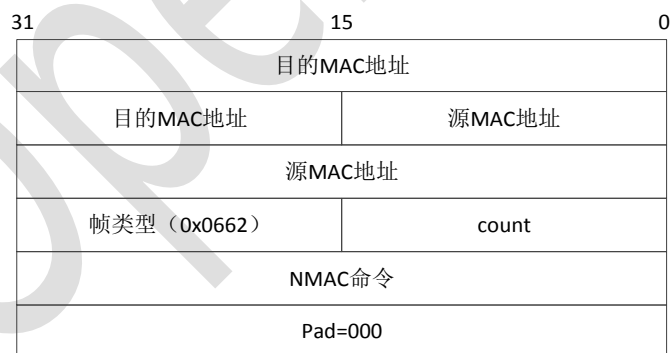 31 15 0
目的MAC地址
目的MAC地址 源MAC地址
源MAC地址
帧类型（0x0662） count
NMAC命令
Pad=000